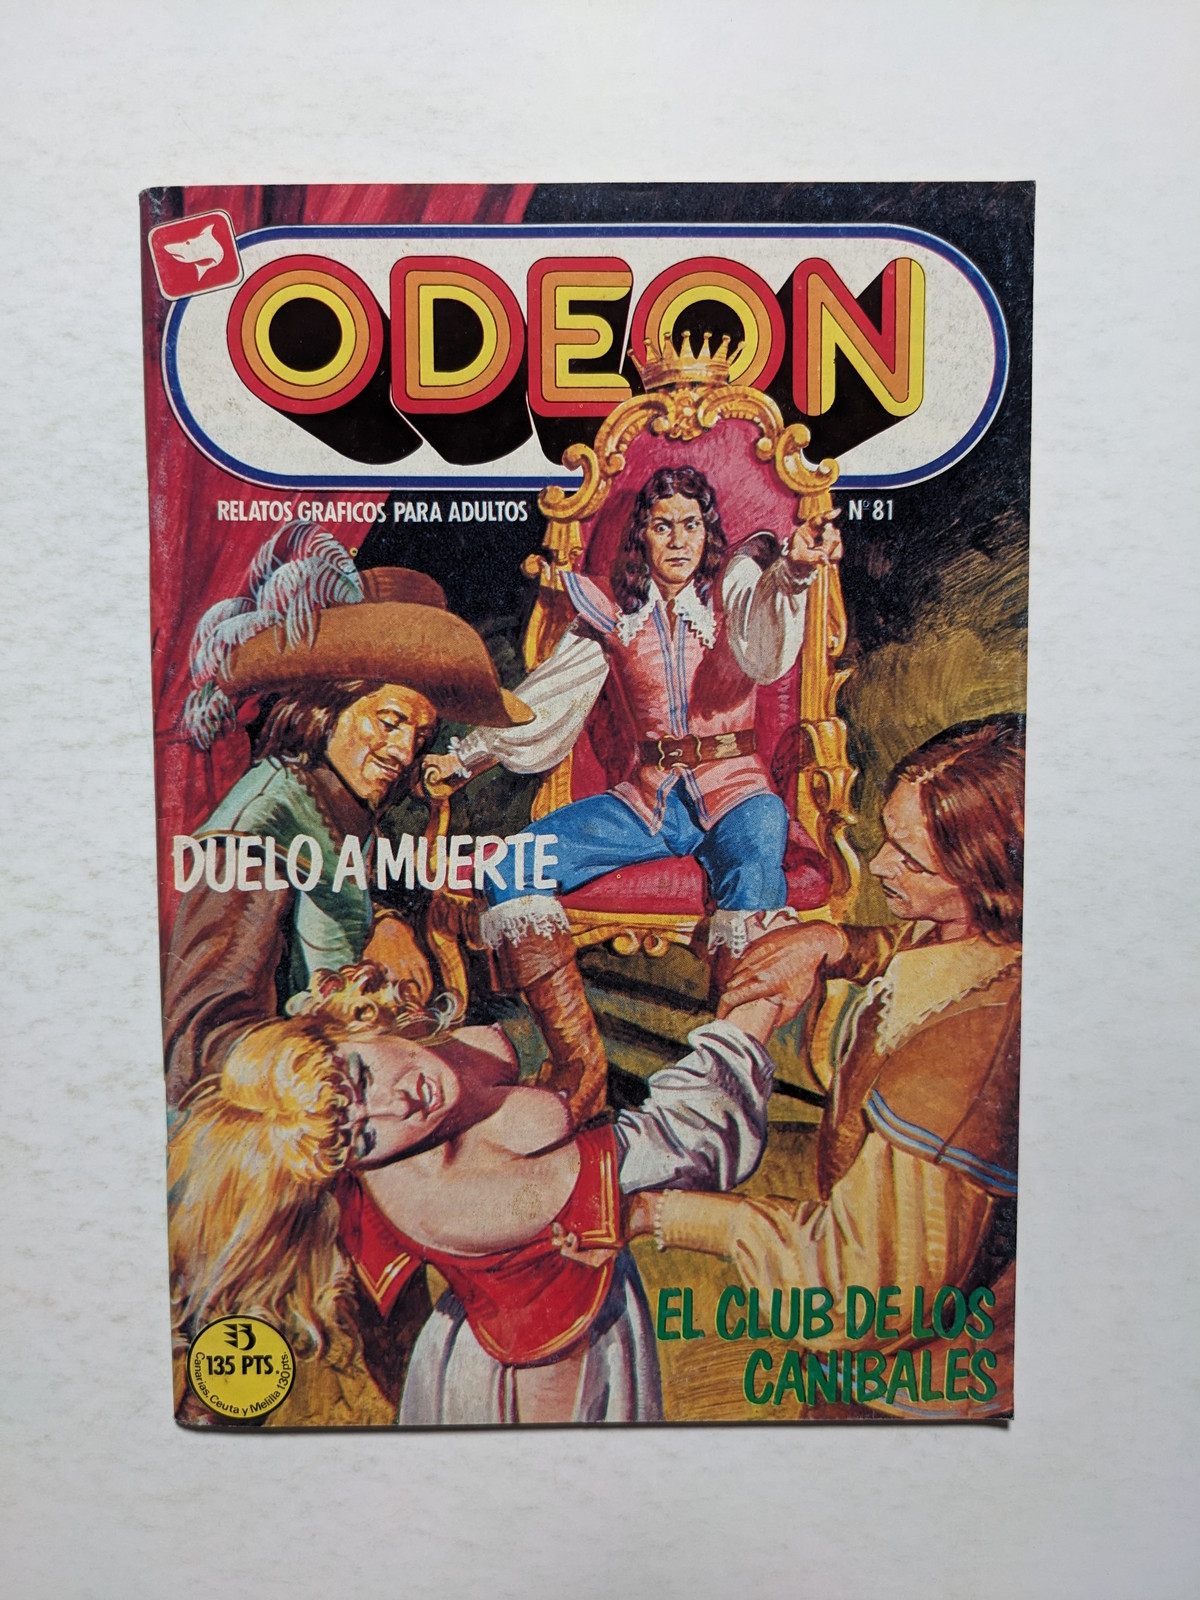 ODEON
RELATOS GRAFICOS PARA ADULTOS
Nº 81
DUELO A MUERTE
EL CLUB DE LOS
CANIBALES
135 PTS.
Canarias, Ceuta y Melilla 130 pts.